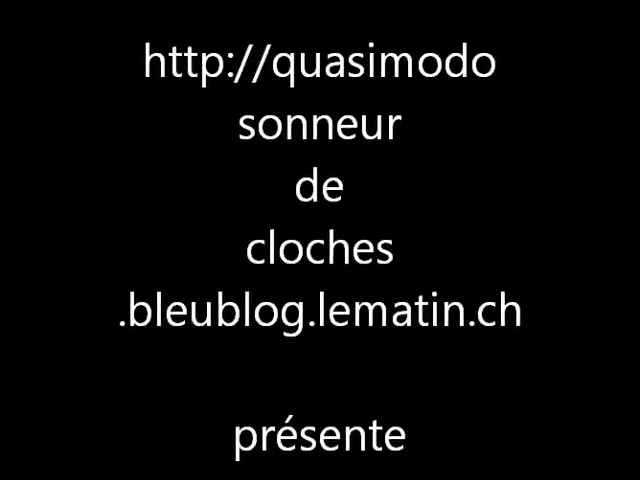 http://quasimodo
sonneur
de
cloches
.bleublog.lematin.ch
présente